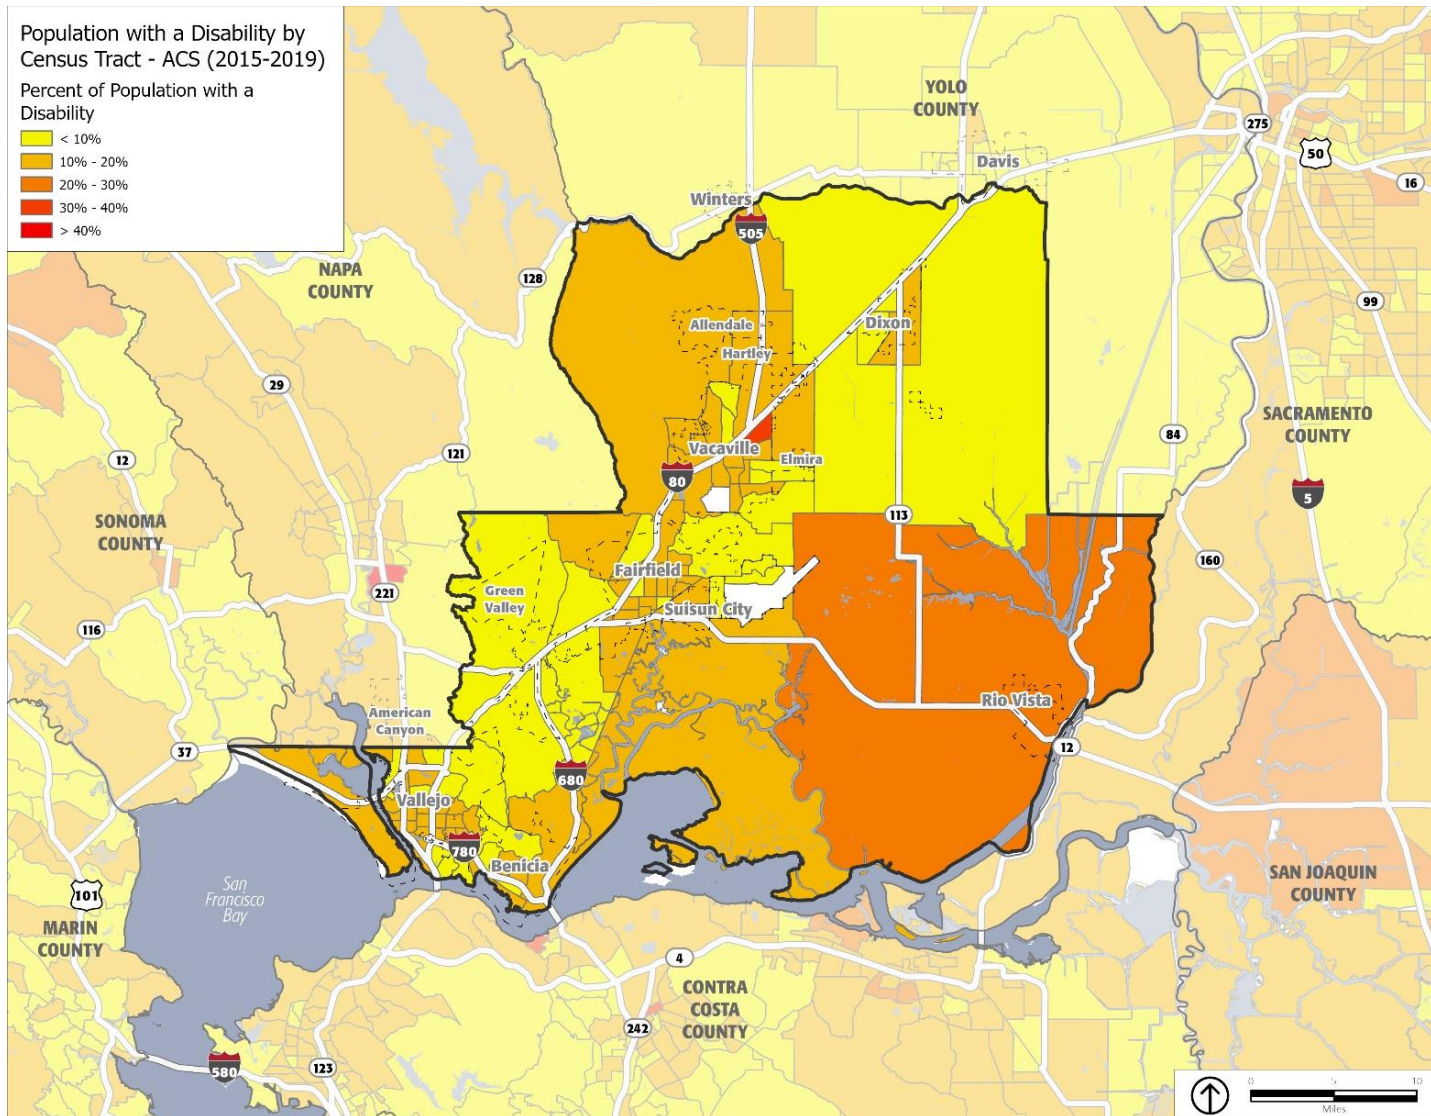 Population with a Disability by
Census Tract - ACS (2015-2019)
Percent of Population with a
Disability
< 10%
10% - 20%
20% - 30%
30% - 40%
> 40%
YOLO
COUNTY
275
50
Davis
16
Winters
505
NAPA
COUNTY
128
99
Allendale
Dixon
Hartley
29
SACRAMENTO
COUNTY
84
121
Vacaville
Elmira
12
80
5
SONOMA
COUNTY
113
160
Fairfield
221
Green
Valley
Suisun City
116
Rio Vista
American
Canyon
37
12
680
Vallejo
780
Benicia
San
Francisco
Bay
101
SAN JOAQUIN
COUNTY
MARIN
COUNTY
4
CONTRA
COSTA
COUNTY
242
580
123
0 5 10
Miles